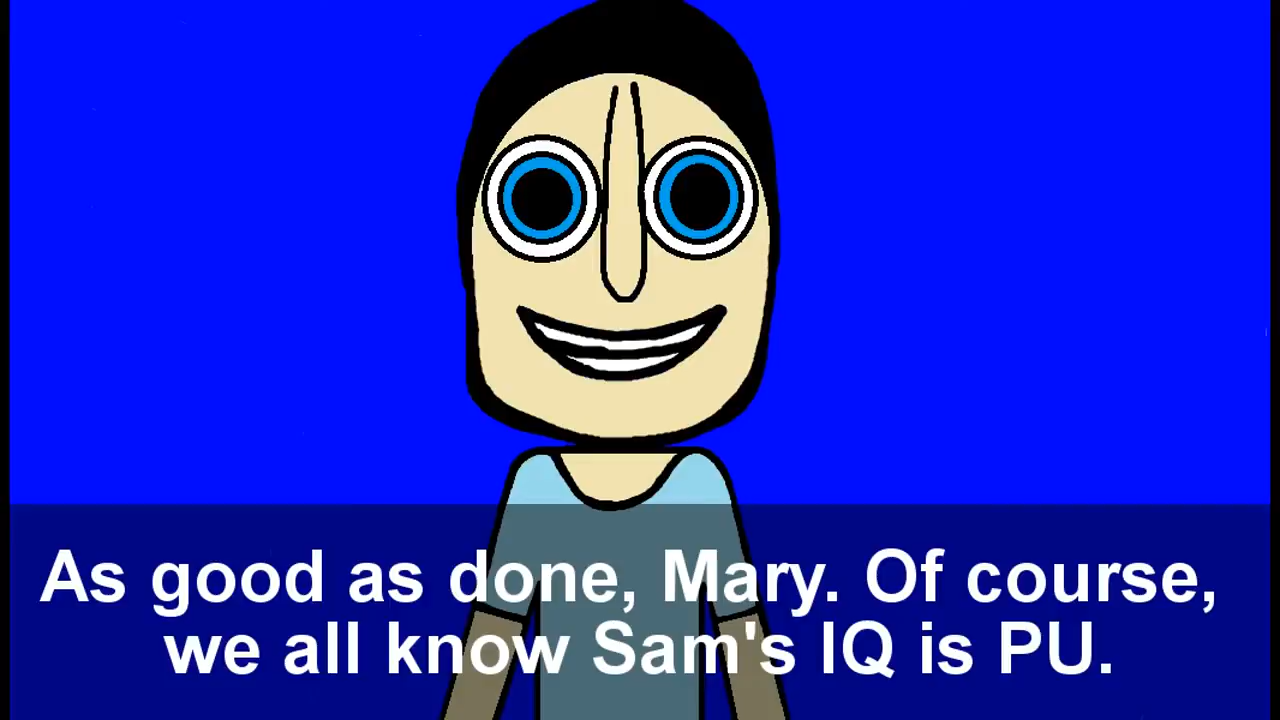 As good as done, Mary. Of course,
we all know Sam's IQ is PU.